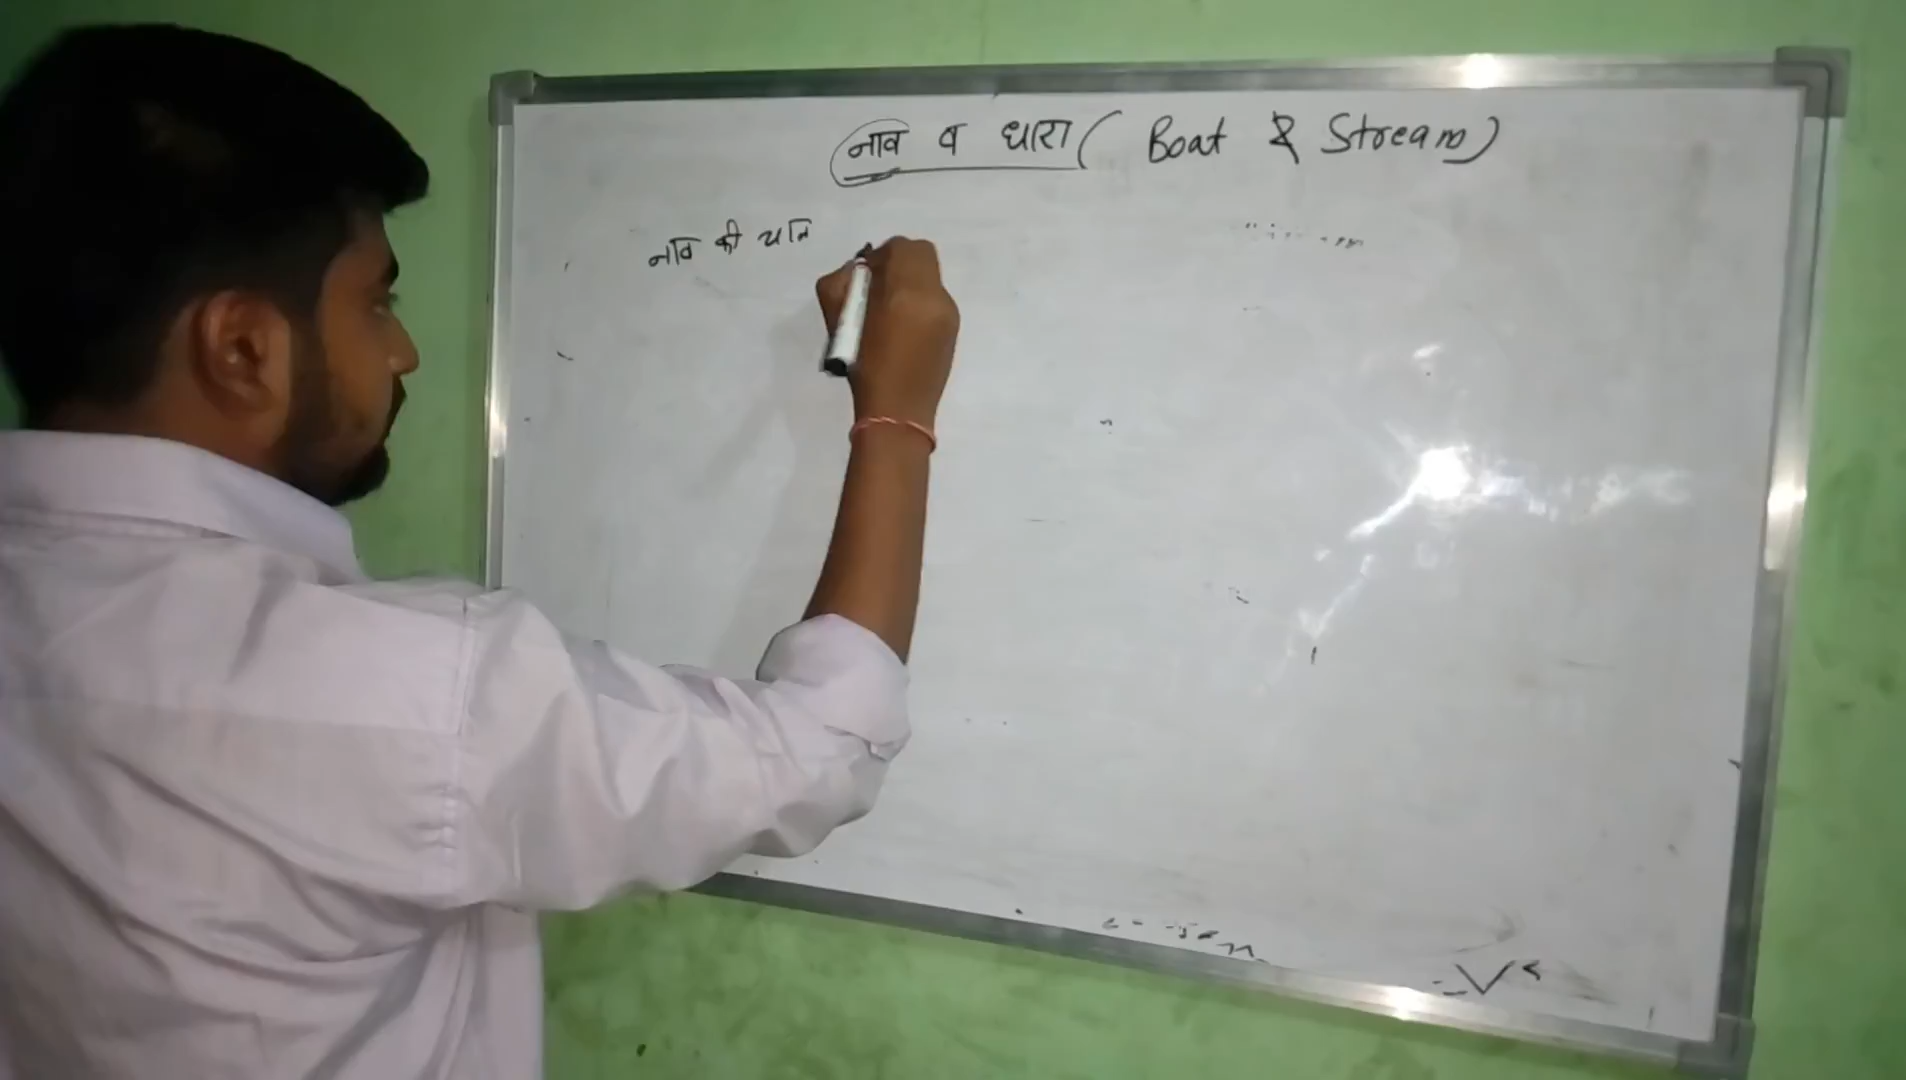 नाव व धारा ( Boat & Stream )
नाव की चाल